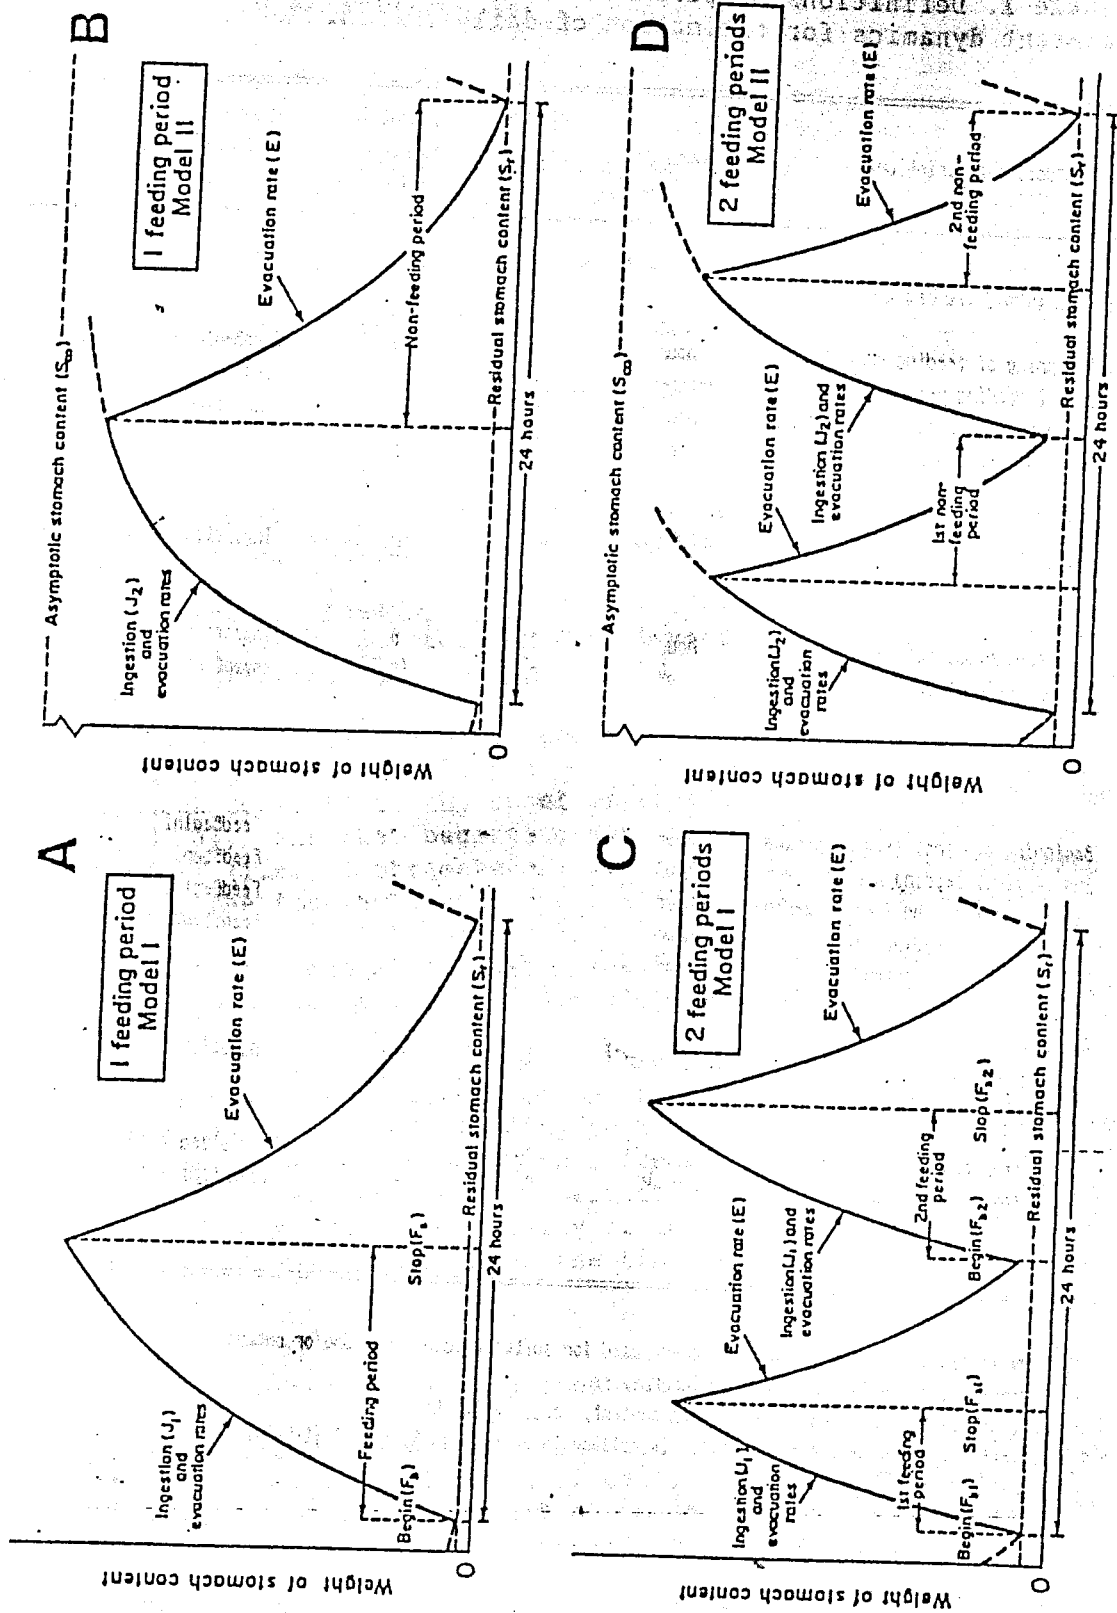 A
1 feeding period
Model I
Weight of stomach content
0
Ingestion (J₁)
and
evacuation rates
Evacuation rate (E)
Feeding period
Begin (Fb)
Stop (Fs)
Residual stomach content (Sr)
24 hours
B
1 feeding period
Model II
Asymptotic stomach content (S∞)
Weight of stomach content
0
Ingestion (J₂)
and
evacuation rates
Evacuation rate (E)
Non-feeding period
Residual stomach content (Sr)
24 hours
C
2 feeding periods
Model I
Weight of stomach content
0
Ingestion (J₁)
and
evacuation
rates
Evacuation rate (E)
Ingestion (J₁) and
evacuation rates
Evacuation rate (E)
1st feeding
period
2nd feeding
period
Begin (Fb1)
Stop (Fs1)
Begin (Fb2)
Stop (Fs2)
Residual stomach content (Sr)
24 hours
D
2 feeding periods
Model II
Asymptotic stomach content (S∞)
Weight of stomach content
0
Ingestion (J₂)
and
evacuation
rates
Evacuation rate (E)
Ingestion (J₂) and
evacuation rates
Evacuation rate (E)
1st non-
feeding
period
2nd non-
feeding period
Residual stomach content (Sr)
24 hours